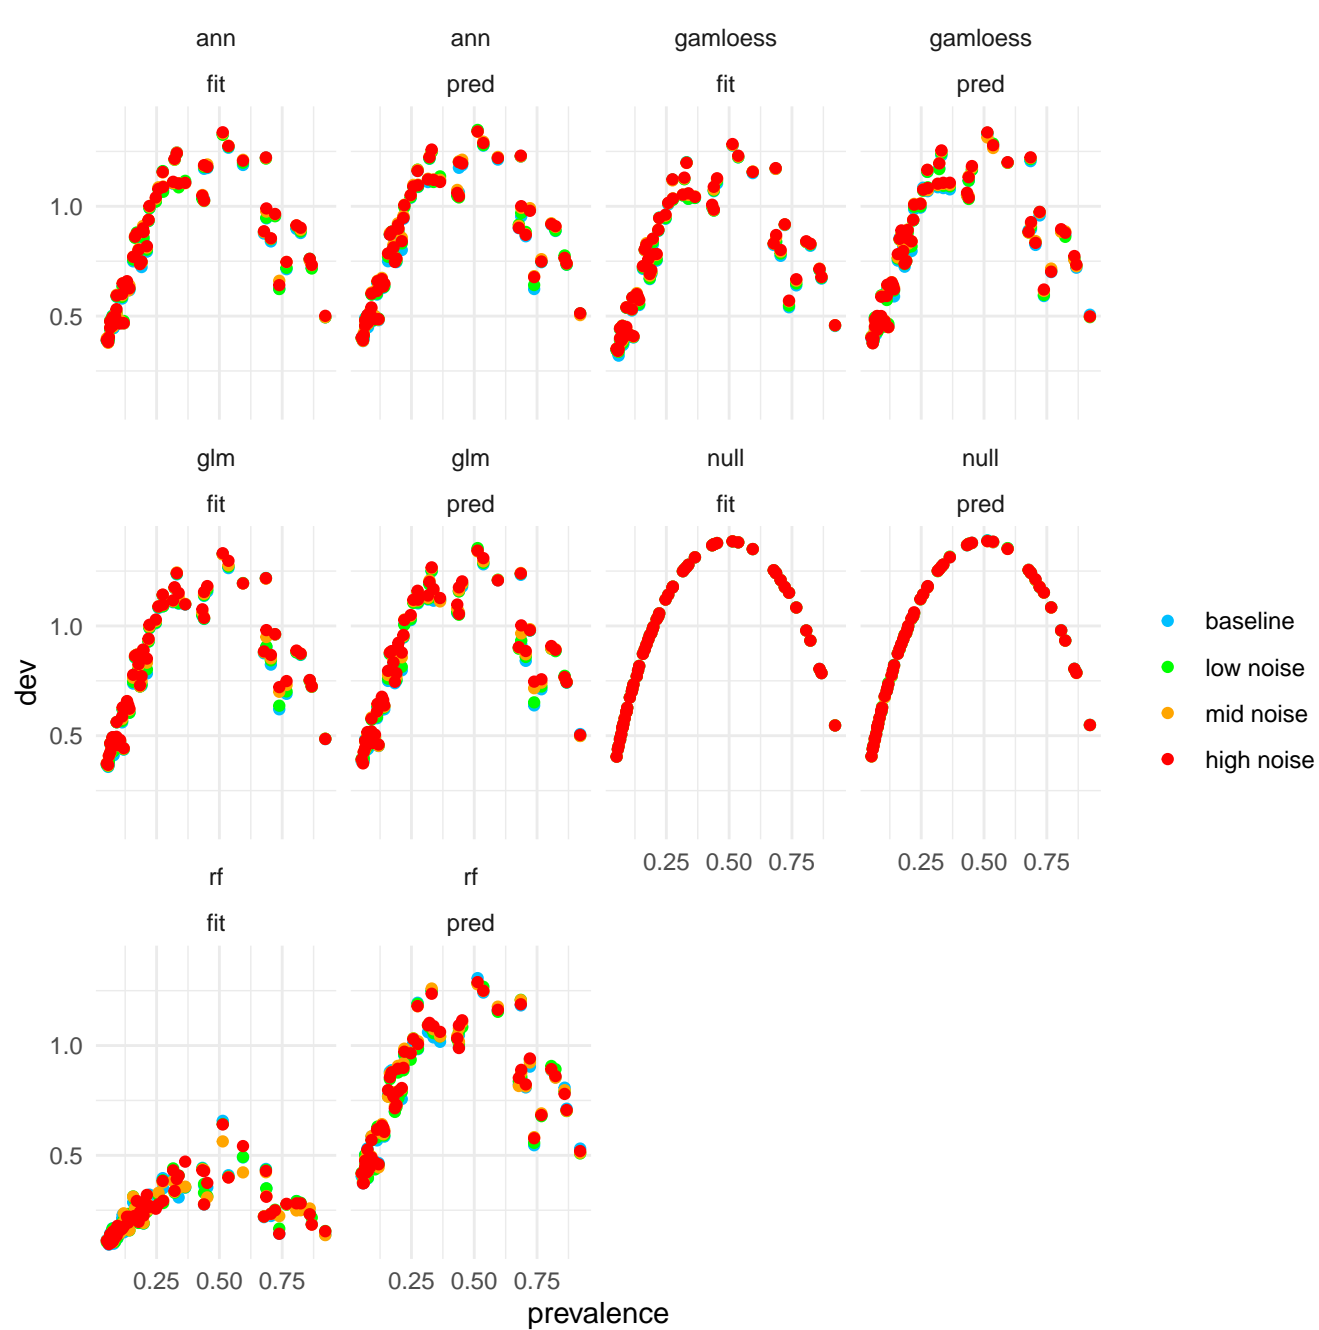 ann ann gamloess gamloess
fit pred fit pred
1.0
0.5
glm glm null null
fit pred fit pred
1.0
0.5
dev
baseline
low noise
mid noise
high noise
0.25 0.50 0.75 0.25 0.50 0.75
rf rf
fit pred
1.0
0.5
0.25 0.50 0.75 0.25 0.50 0.75
prevalence